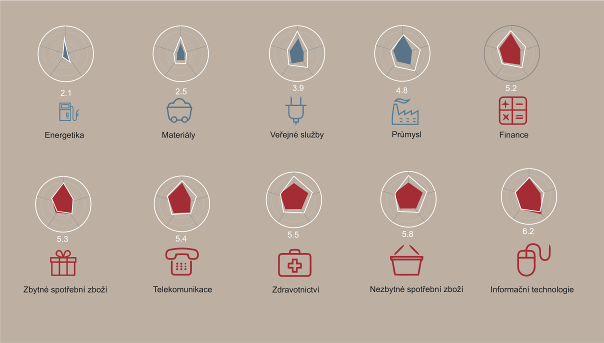 2.1
2.5
3.9
4.8
5.2
Energetika
Materiály
Veřejné služby
Průmysl
Finance
5.3
5.4
5.5
5.8
6.2
Zbytné spotřební zboží
Telekomunikace
Zdravotnictví
Nezbytné spotřební zboží
Informační technologie